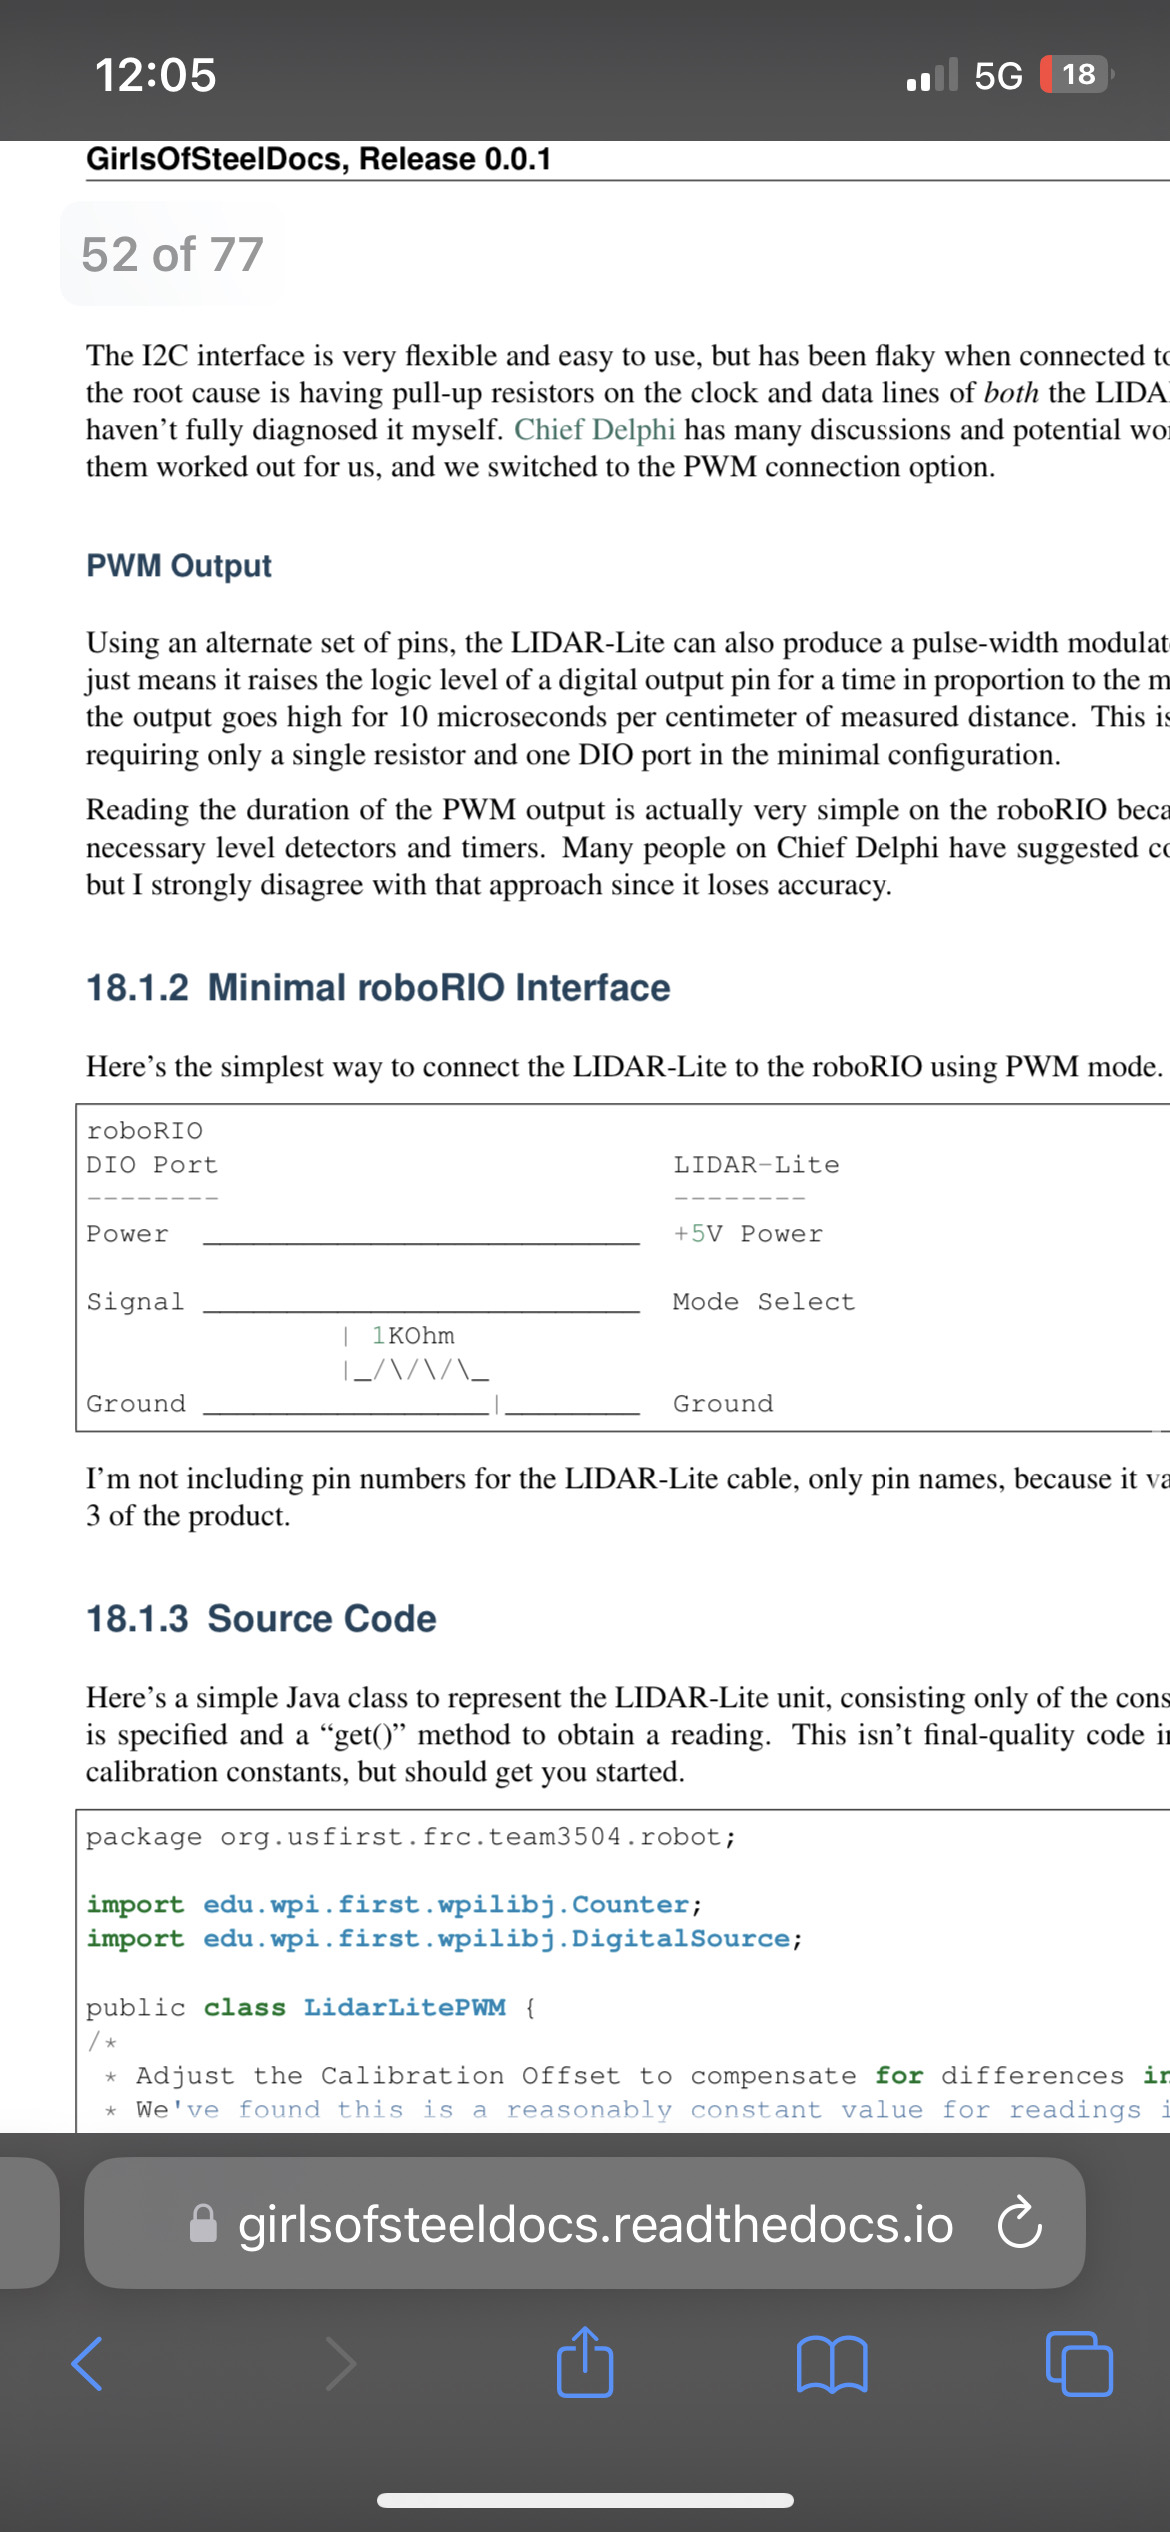 12:05
5G 18
GirlsOfSteelDocs, Release 0.0.1
52 of 77
The I2C interface is very flexible and easy to use, but has been flaky when connected to
the root cause is having pull-up resistors on the clock and data lines of both the LIDA
haven’t fully diagnosed it myself. Chief Delphi has many discussions and potential wo
them worked out for us, and we switched to the PWM connection option.
PWM Output
Using an alternate set of pins, the LIDAR-Lite can also produce a pulse-width modulat
just means it raises the logic level of a digital output pin for a time in proportion to the m
the output goes high for 10 microseconds per centimeter of measured distance. This is
requiring only a single resistor and one DIO port in the minimal configuration.
Reading the duration of the PWM output is actually very simple on the roboRIO beca
necessary level detectors and timers. Many people on Chief Delphi have suggested co
but I strongly disagree with that approach since it loses accuracy.
18.1.2 Minimal roboRIO Interface
Here’s the simplest way to connect the LIDAR-Lite to the roboRIO using PWM mode.
roboRIO
DIO Port LIDAR-Lite
-------- --------
Power __________________________ +5V Power
Signal __________________________ Mode Select
| 1KOhm
|_/\/\/\_
Ground _________________|________ Ground
I’m not including pin numbers for the LIDAR-Lite cable, only pin names, because it va
3 of the product.
18.1.3 Source Code
Here’s a simple Java class to represent the LIDAR-Lite unit, consisting only of the cons
is specified and a “get()” method to obtain a reading. This isn’t final-quality code i
calibration constants, but should get you started.
package org.usfirst.frc.team3504.robot;
import edu.wpi.first.wpilibj.Counter;
import edu.wpi.first.wpilibj.DigitalSource;
public class LidarLitePWM {
/*
* Adjust the Calibration Offset to compensate for differences in
* We've found this is a reasonably constant value for readings i
girlsofsteeldocs.readthedocs.io